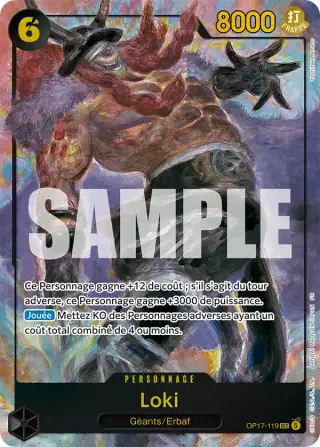 6
8000
打
FRAPPE
SAMPLE
Ce Personnage gagne +12 de coût ; s'il s'agit du tour
adverse, ce Personnage gagne +3000 de puissance.
Jouée Mettez KO des Personnages adverses ayant un
coût total combiné de 4 ou moins.
PERSONNAGE
Loki
Géants/Erbaf
OP17-119
5